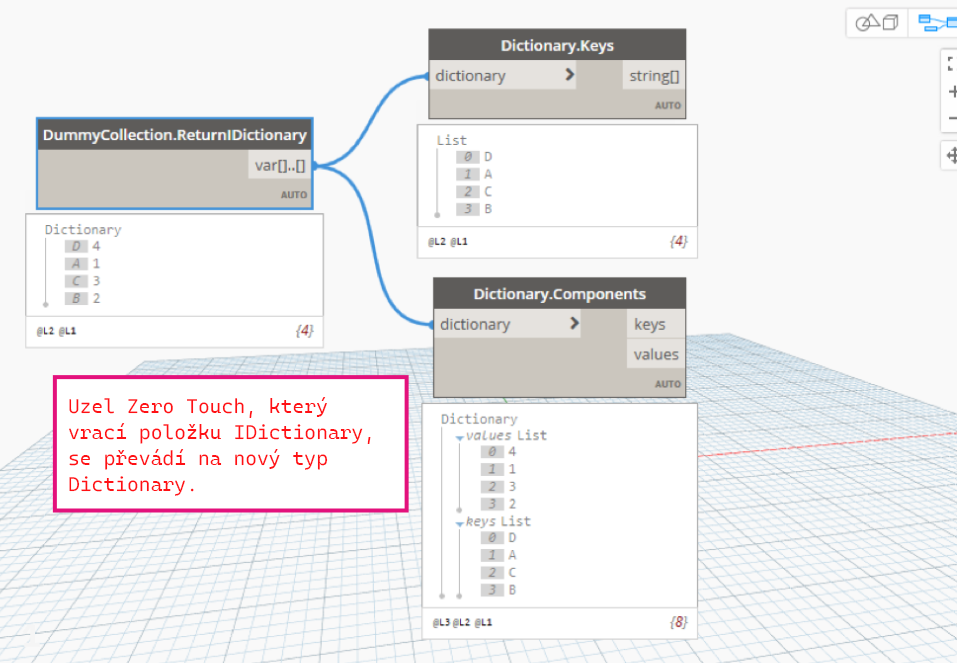 Dictionary.Keys
dictionary > string[]
AUTO
List
0 D
1 A
2 C
3 B
@L2 @L1 {4}
DummyCollection.ReturnIDictionary
var[]..[]
AUTO
Dictionary
D 4
A 1
C 3
B 2
@L2 @L1 {4}
Dictionary.Components
dictionary > keys
values
AUTO
Dictionary
values List
0 4
1 1
2 3
3 2
keys List
0 D
1 A
2 C
3 B
@L3 @L2 @L1 {8}
Uzel Zero Touch, který
vrací položku IDictionary,
se převádí na nový typ
Dictionary.